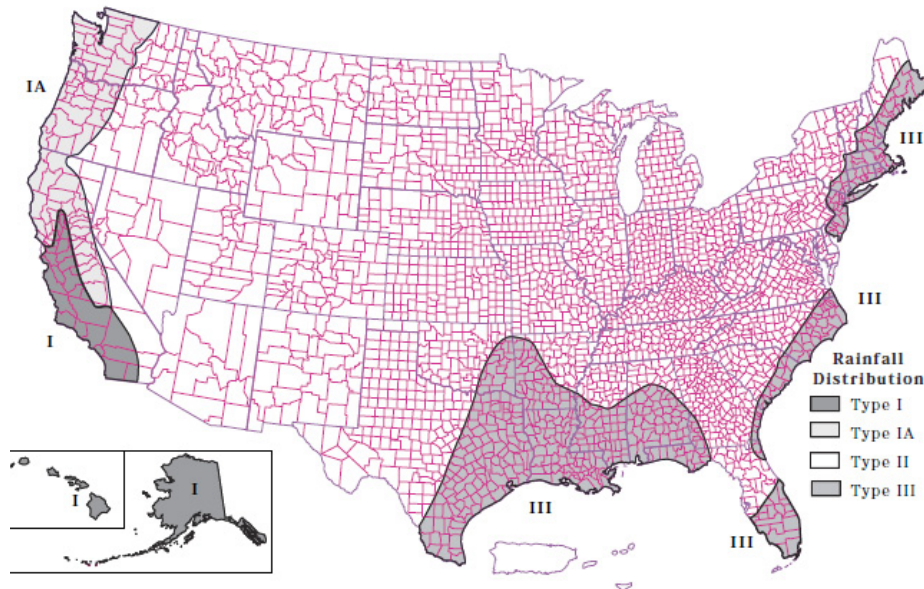 IA
III
III
I
Rainfall
Distribution
Type I
Type IA
Type II
Type III
I
I
III
III